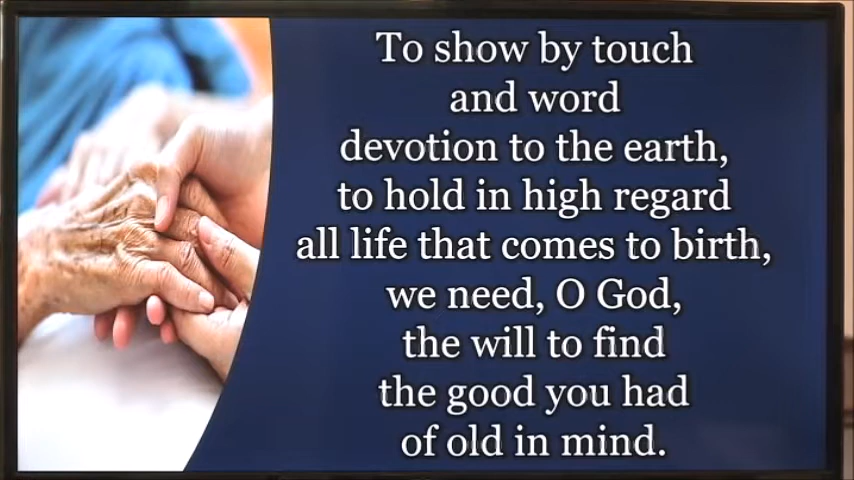 To show by touch
and word
devotion to the earth,
to hold in high regard
all life that comes to birth,
we need, O God,
the will to find
the good you had
of old in mind.